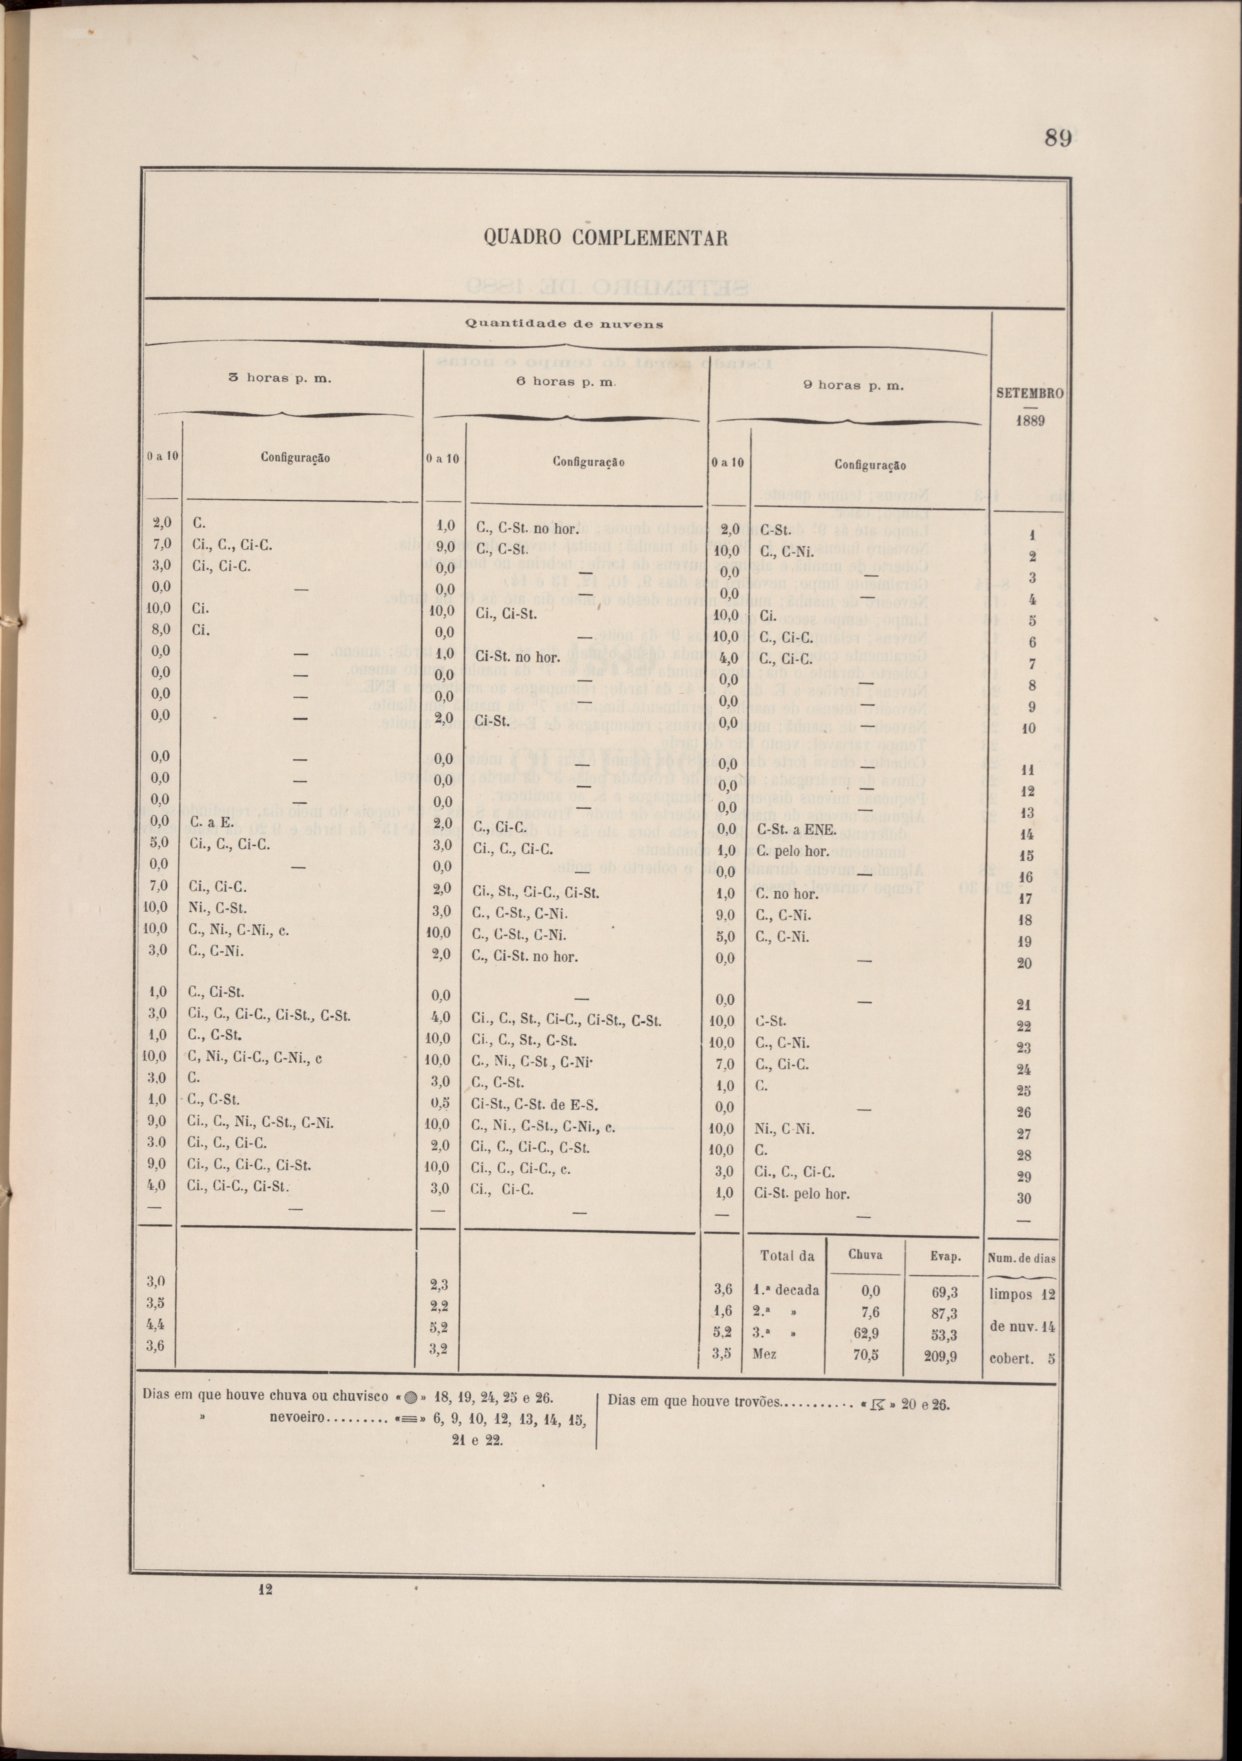 89
QUADRO COMPLEMENTAR
Quantidade de nuvens
3 horas p. m. 6 horas p. m. 9 horas p. m. SETEMBRO
—
1889
0 a 10 Configuração 0 a 10 Configuração 0 a 10 Configuração
2,0 C. 1,0 C., C-St. no hor. 2,0 C-St. 1
7,0 Ci., C., Ci-C. 9,0 C., C-St. 10,0 C., C-Ni. 2
3,0 Ci., Ci-C. 0,0 — 0,0 — 3
0,0 — 0,0 — 0,0 — 4
10,0 Ci. 10,0 Ci., Ci-St. 10,0 Ci. 5
8,0 Ci. 0,0 — 10,0 C., Ci-C. 6
0,0 — 1,0 Ci-St. no hor. 4,0 C., Ci-C. 7
0,0 — 0,0 — 0,0 — 8
0,0 — 0,0 — 0,0 — 9
0,0 — 2,0 Ci-St. 0,0 — 10
0,0 — 0,0 — 0,0 — 11
0,0 — 0,0 — 0,0 — 12
0,0 — 0,0 — 0,0 — 13
0,0 C. a E. 2,0 C., Ci-C. 0,0 C-St. a ENE. 14
5,0 Ci., C., Ci-C. 3,0 Ci., C., Ci-C. 1,0 C. pelo hor. 15
0,0 — 0,0 — 0,0 — 16
7,0 Ci., Ci-C. 2,0 Ci., St., Ci-C., Ci-St. 1,0 C. no hor. 17
10,0 Ni., C-St. 3,0 C., C-St., C-Ni. 9,0 C., C-Ni. 18
10,0 C., Ni., C-Ni., c. 10,0 C., C-St., C-Ni. 5,0 C., C-Ni. 19
3,0 C., C-Ni. 2,0 C., Ci-St. no hor. 0,0 — 20
1,0 C., Ci-St. 0,0 — 0,0 — 21
3,0 Ci., C., Ci-C., Ci-St., C-St. 4,0 Ci., C., St., Ci-C., Ci-St., C-St. 10,0 C-St. 22
1,0 C., C-St. 10,0 Ci., C., St., C-St. 10,0 C., C-Ni. 23
10,0 C, Ni., Ci-C., C-Ni., c 10,0 C., Ni., C-St., C-Ni· 7,0 C., Ci-C. 24
3,0 C. 3,0 C., C-St. 1,0 C. 25
1,0 C., C-St. 0,5 Ci-St., C-St. de E-S. 0,0 — 26
9,0 Ci., C., Ni., C-St., C-Ni. 10,0 C., Ni., C-St., C-Ni., c. 10,0 Ni., C-Ni. 27
3.0 Ci., C., Ci-C. 2,0 Ci., C., Ci-C., C-St. 10,0 C. 28
9,0 Ci., C., Ci-C., Ci-St. 10,0 Ci., C., Ci-C., c. 3,0 Ci., C., Ci-C. 29
4,0 Ci., Ci-C., Ci-St. 3,0 Ci., Ci-C. 1,0 Ci-St. pelo hor. 30
— — — — — — —
Total da Chuva Evap. Num. de dias
3,0 2,3 3,6 1.ª decada 0,0 69,3 limpos 12
3,5 2,2 1,6 2.ª » 7,6 87,3
4,4 5,2 5,2 3.ª » 62,9 53,3 de nuv. 14
3,6 3,2 3,5 Mez 70,5 209,9 cobert. 5
Dias em que houve chuva ou chuvisco «●» 18, 19, 24, 25 e 26.
» nevoeiro......... «≡» 6, 9, 10, 12, 13, 14, 15,
21 e 22.
Dias em que houve trovões........... «☈» 20 e 26.
12